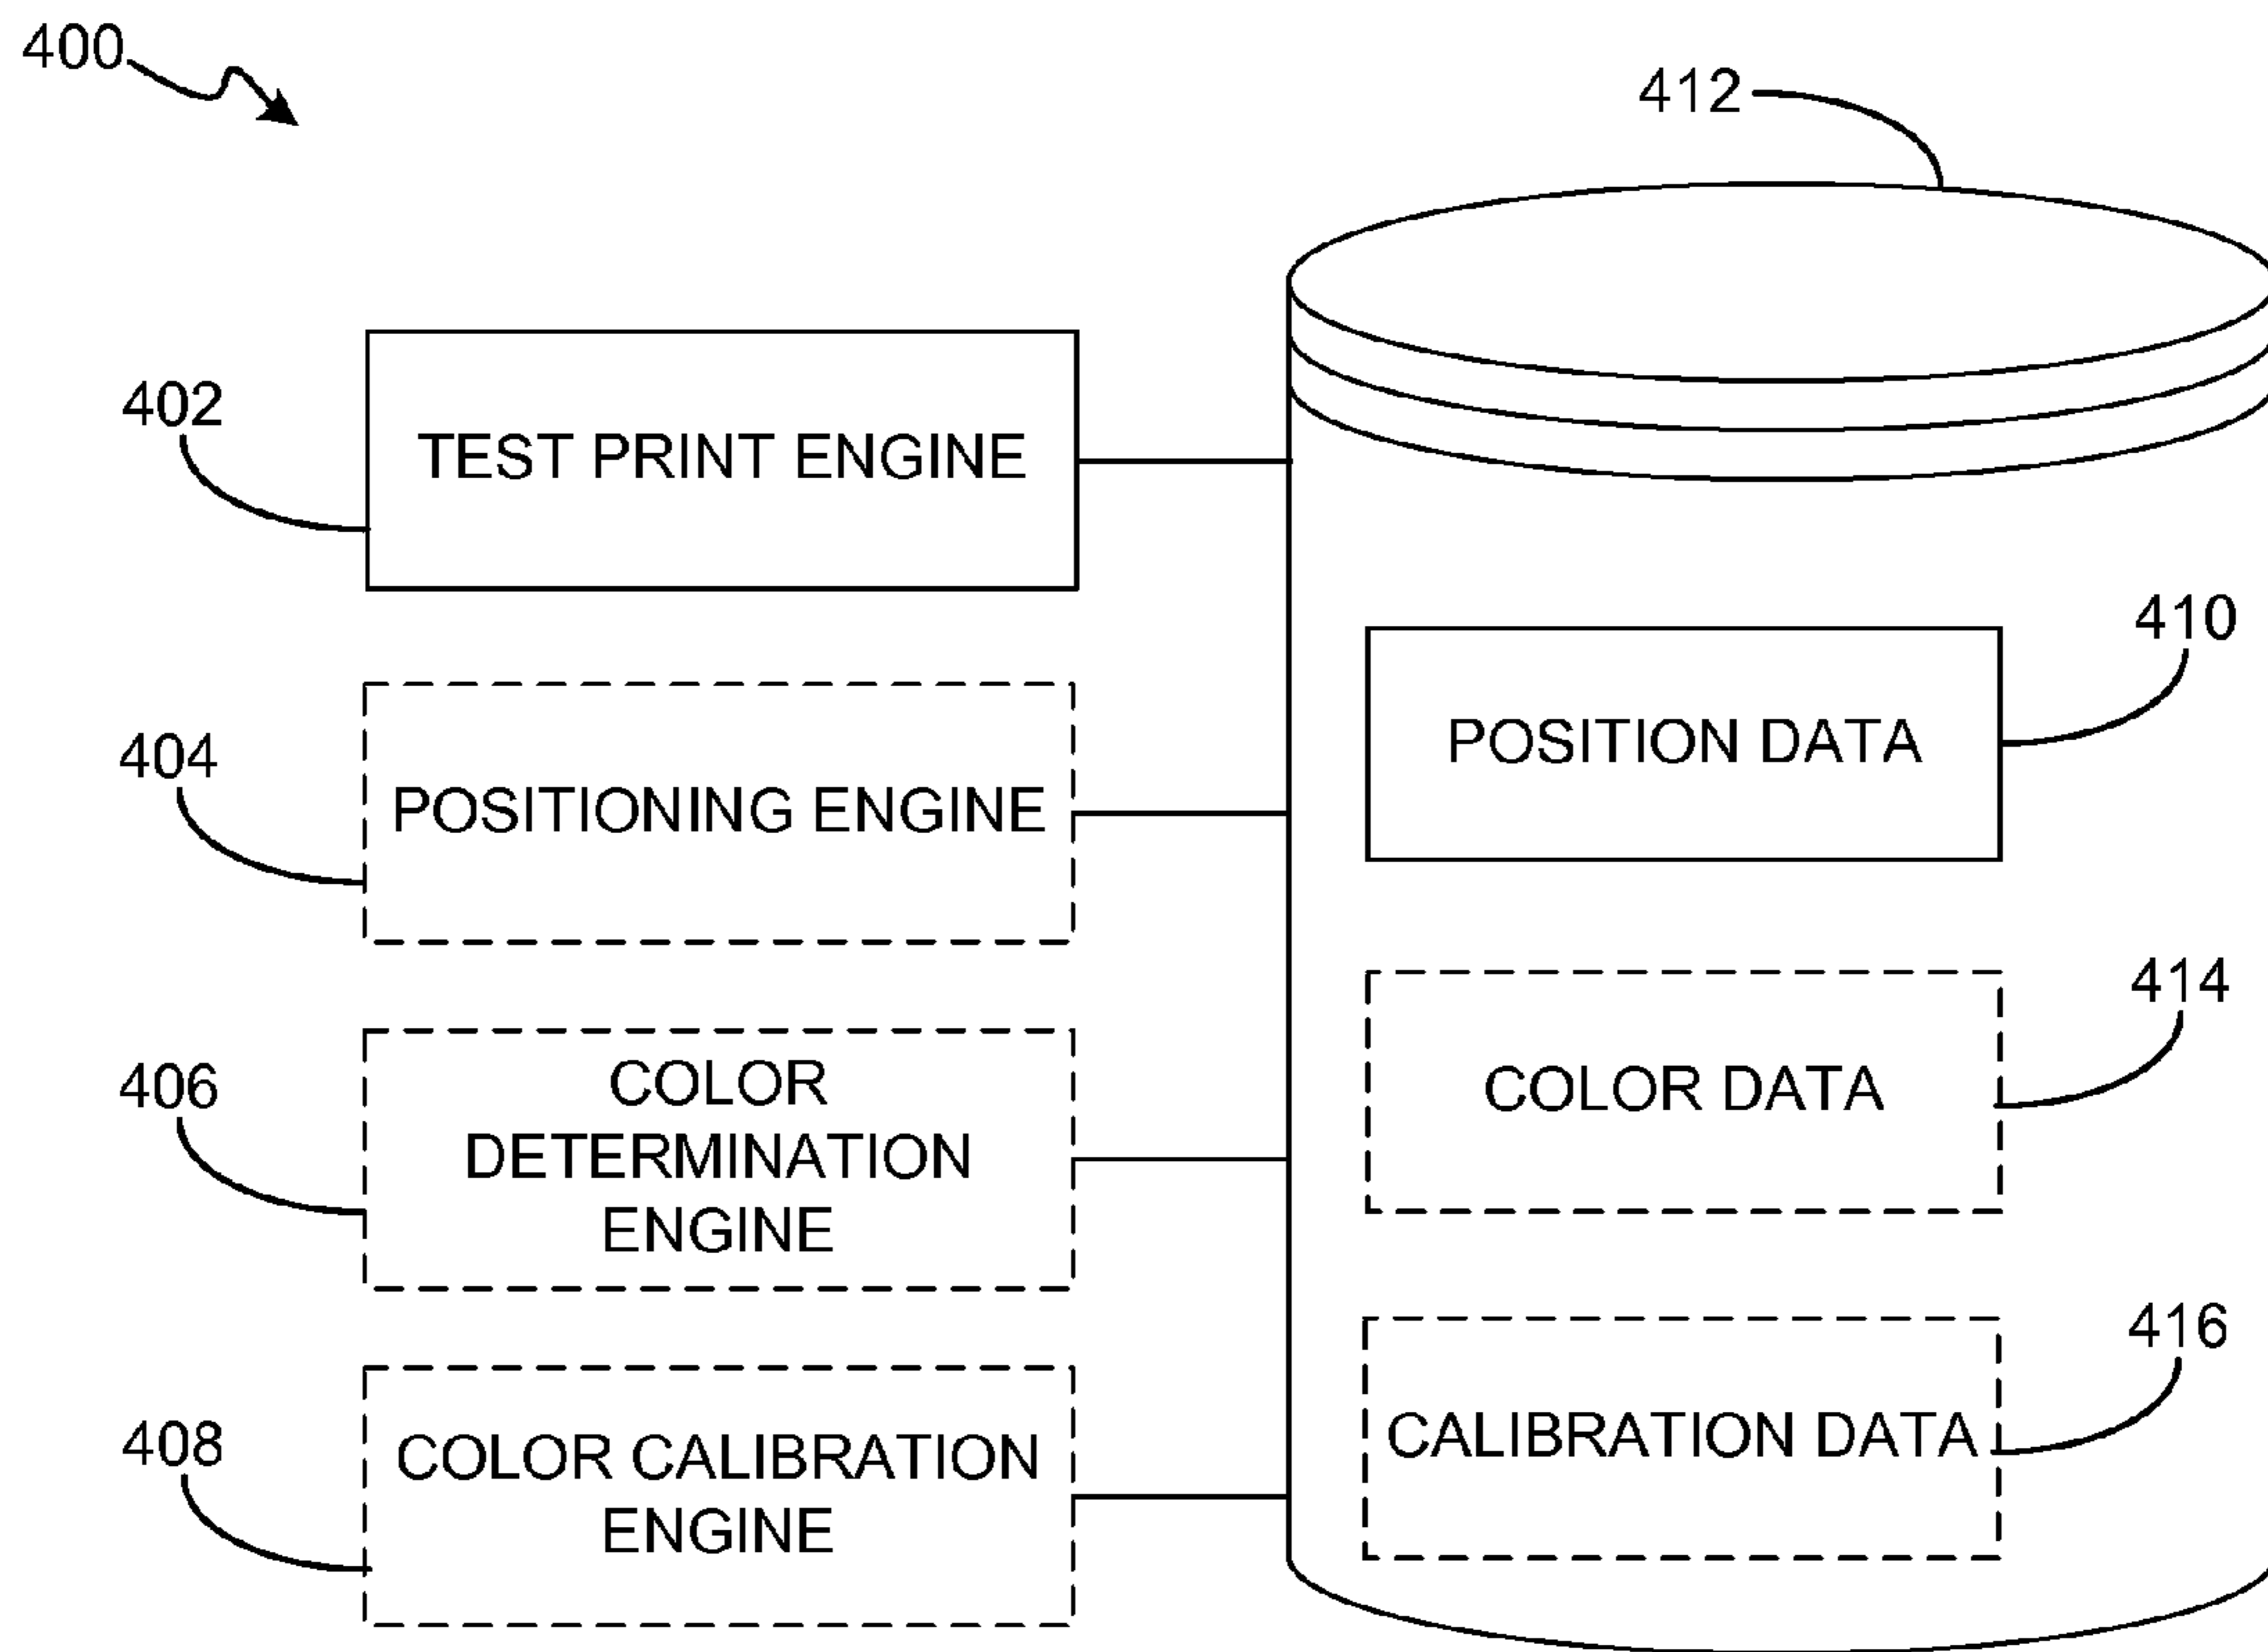 400
412
402
TEST PRINT ENGINE
410
POSITION DATA
404
POSITIONING ENGINE
414
COLOR DATA
406
COLOR
DETERMINATION
ENGINE
416
CALIBRATION DATA
408
COLOR CALIBRATION
ENGINE